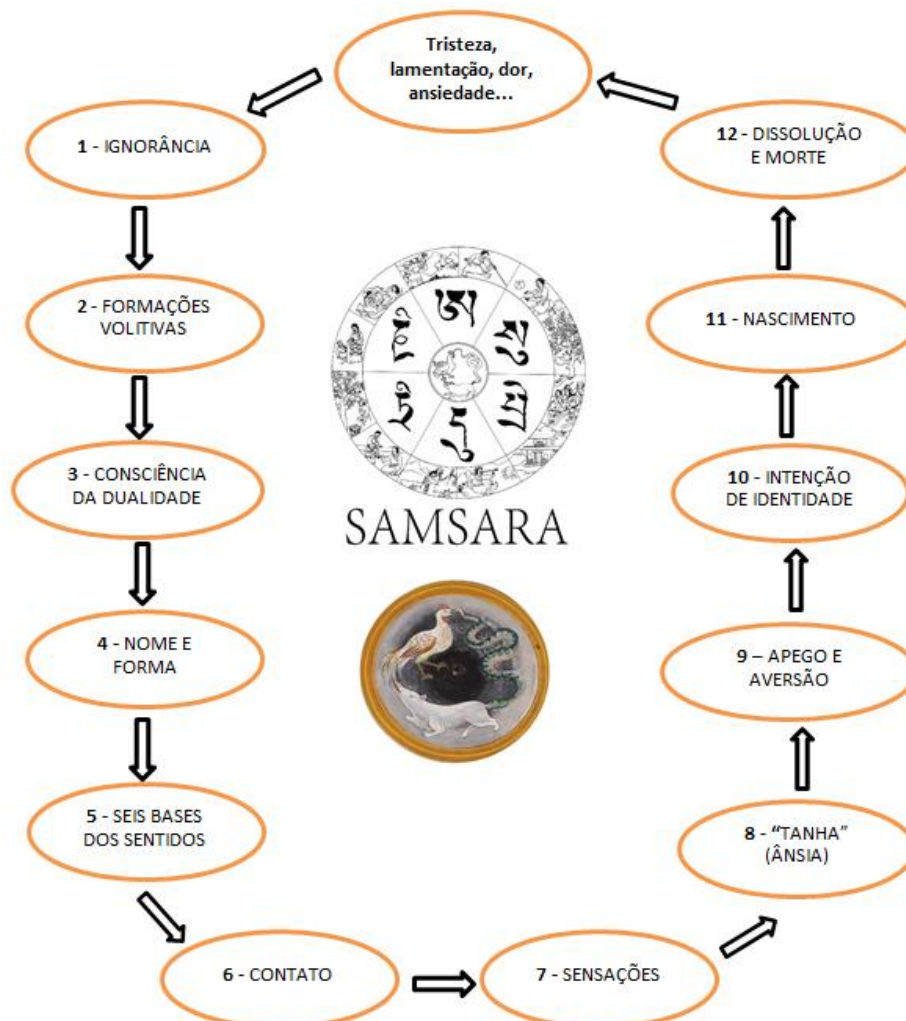 Tristeza,
lamentação, dor,
ansiedade...
1 - IGNORÂNCIA
2 - FORMAÇÕES
VOLITIVAS
3 - CONSCIÊNCIA
DA DUALIDADE
4 - NOME E
FORMA
5 - SEIS BASES
DOS SENTIDOS
6 - CONTATO
7 - SENSAÇÕES
8 - “TANHA”
(ÂNSIA)
9 – APEGO E
AVERSÃO
10 - INTENÇÃO
DE IDENTIDADE
11 - NASCIMENTO
12 - DISSOLUÇÃO
E MORTE
SAMSARA